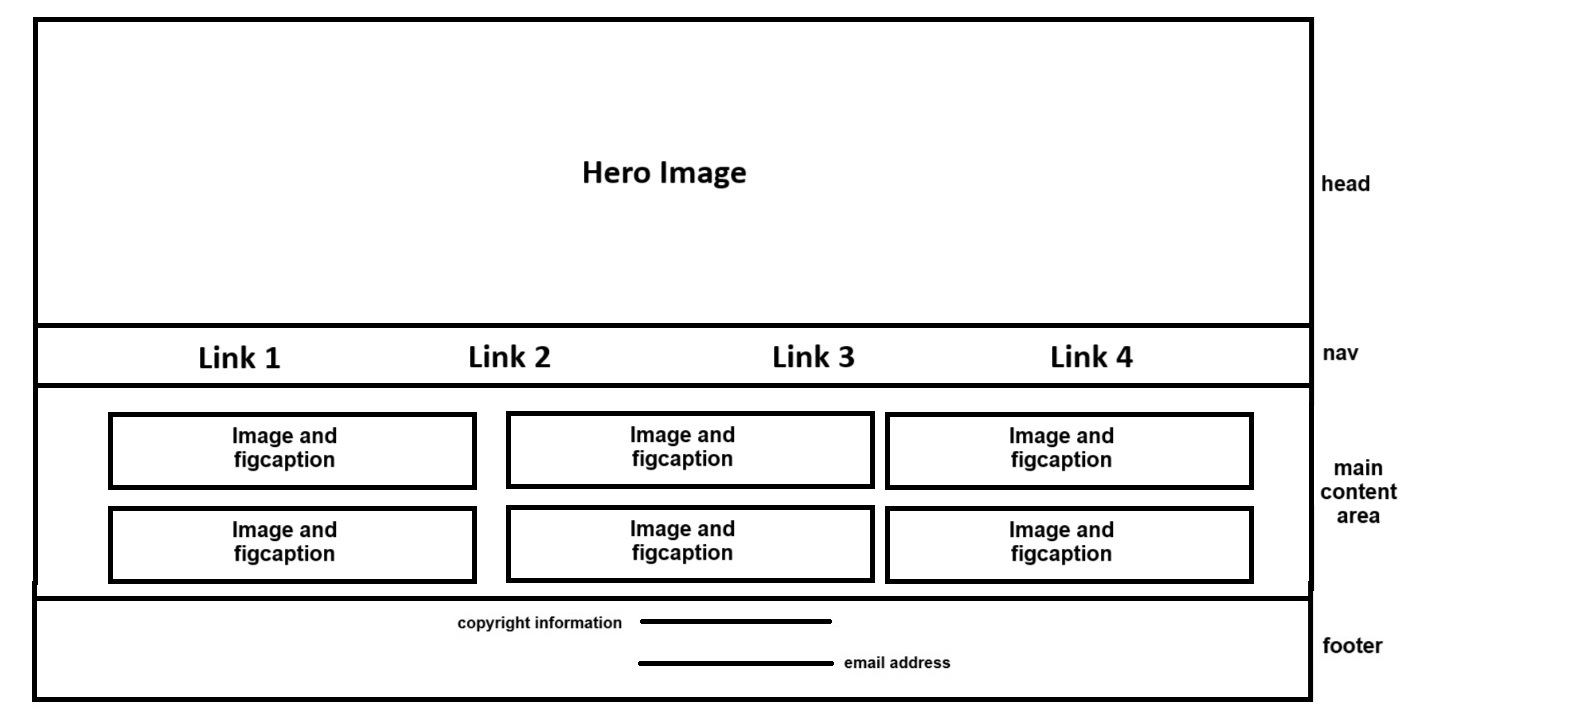 Hero Image
head
Link 1 Link 2 Link 3 Link 4
nav
Image and
figcaption
Image and
figcaption
Image and
figcaption
main
content
area
Image and
figcaption
Image and
figcaption
Image and
figcaption
copyright information
email address
footer